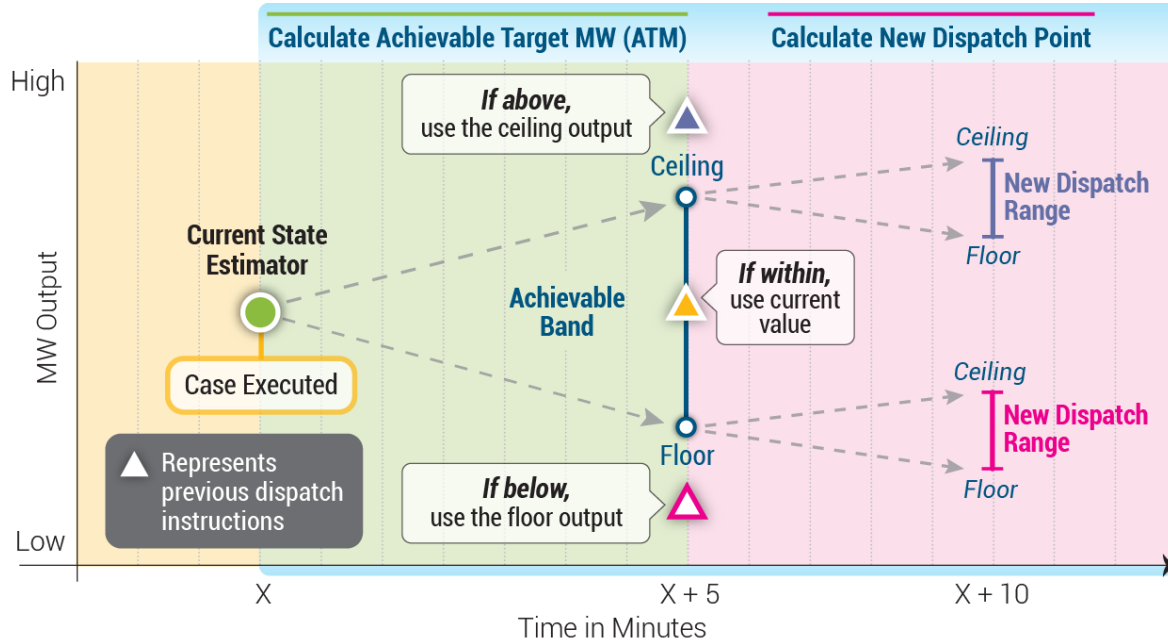 Calculate Achievable Target MW (ATM)
Calculate New Dispatch Point
High
If above,
use the ceiling output
Ceiling
Ceiling
New Dispatch
Range
Floor
Current State
Estimator
MW Output
Achievable
Band
If within,
use current
value
Case Executed
Ceiling
New Dispatch
Range
Floor
Represents
previous dispatch
instructions
Floor
If below,
use the floor output
Low
X
X + 5
X + 10
Time in Minutes